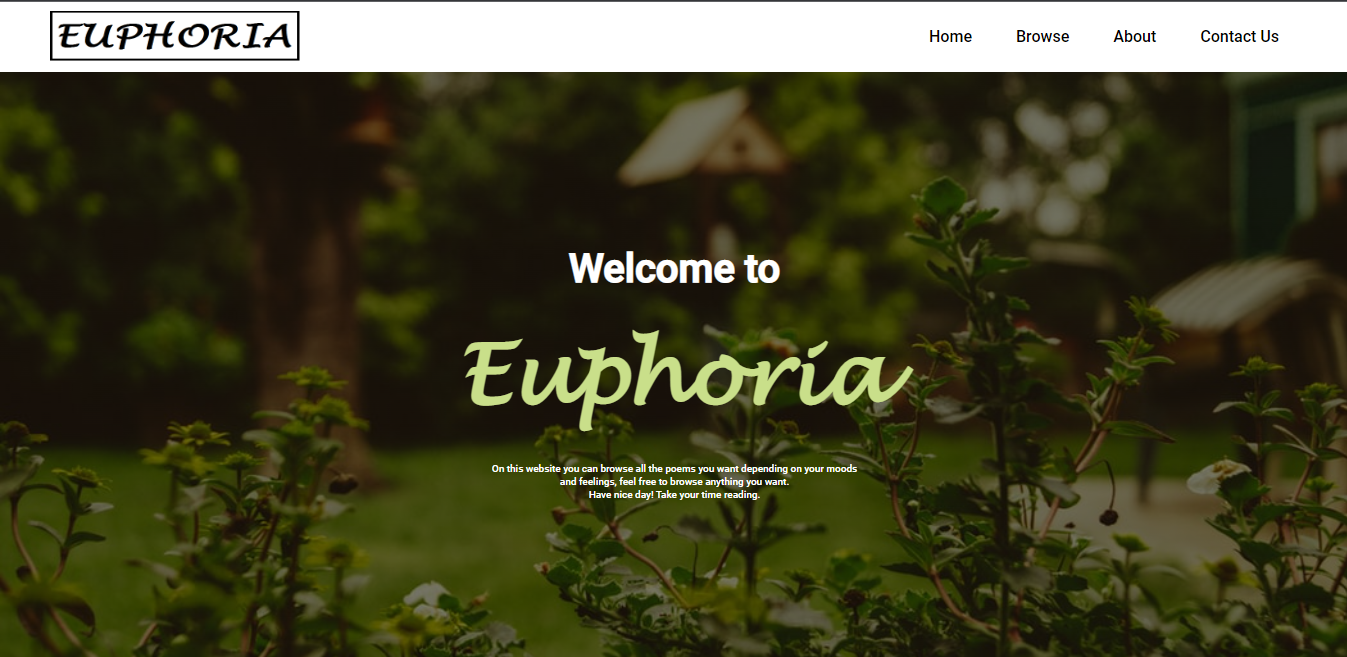 EUPHORIA
Home Browse About Contact Us
Welcome to
Euphoria
On this website you can browse all the poems you want depending on your moods
and feelings, feel free to browse anything you want.
Have nice day! Take your time reading.